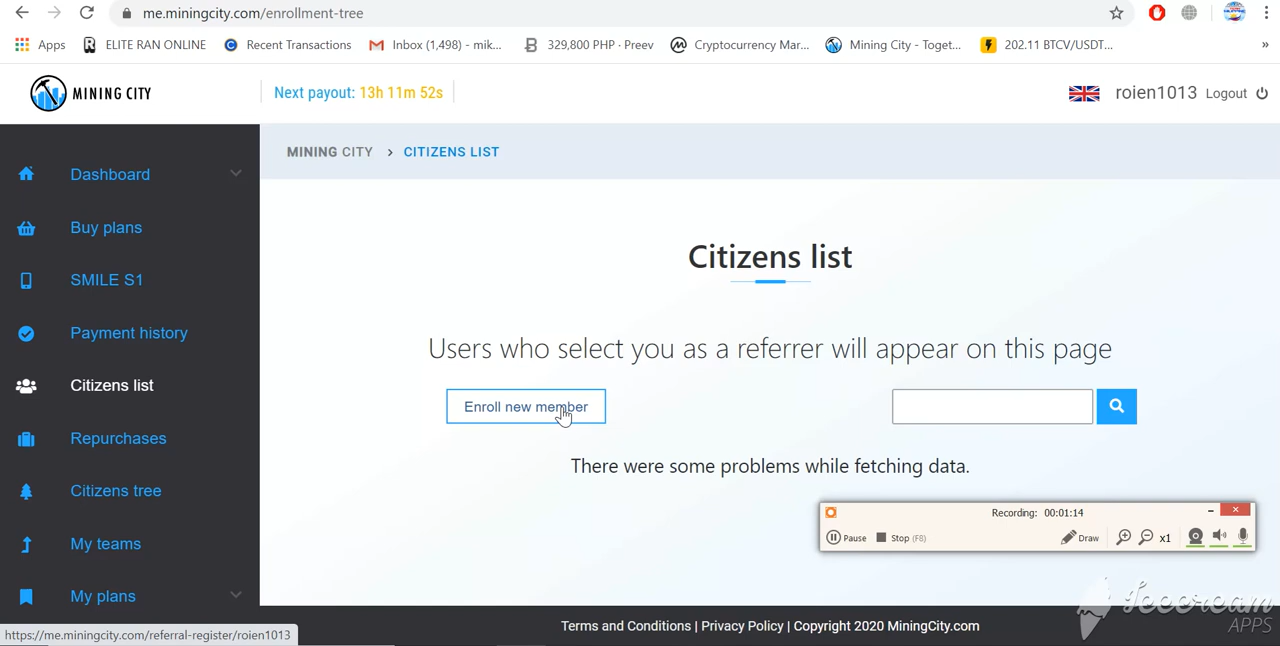 me.miningcity.com/enrollment-tree
Apps ELITE RAN ONLINE Recent Transactions Inbox (1,498) - mik... 329,800 PHP · Preev Cryptocurrency Mar... Mining City - Toget... 202.11 BTCV/USDT... »
MINING CITY Next payout: 13h 11m 52s roien1013 Logout
MINING CITY > CITIZENS LIST
Dashboard
Buy plans
SMILE S1
Payment history
Citizens list
Repurchases
Citizens tree
My teams
My plans
Citizens list
Users who select you as a referrer will appear on this page
Enroll new member
There were some problems while fetching data.
Recording: 00:01:14
Pause Stop (F8) Draw x1
Icecream
APPS
Terms and Conditions | Privacy Policy | Copyright 2020 MiningCity.com
https://me.miningcity.com/referral-register/roien1013